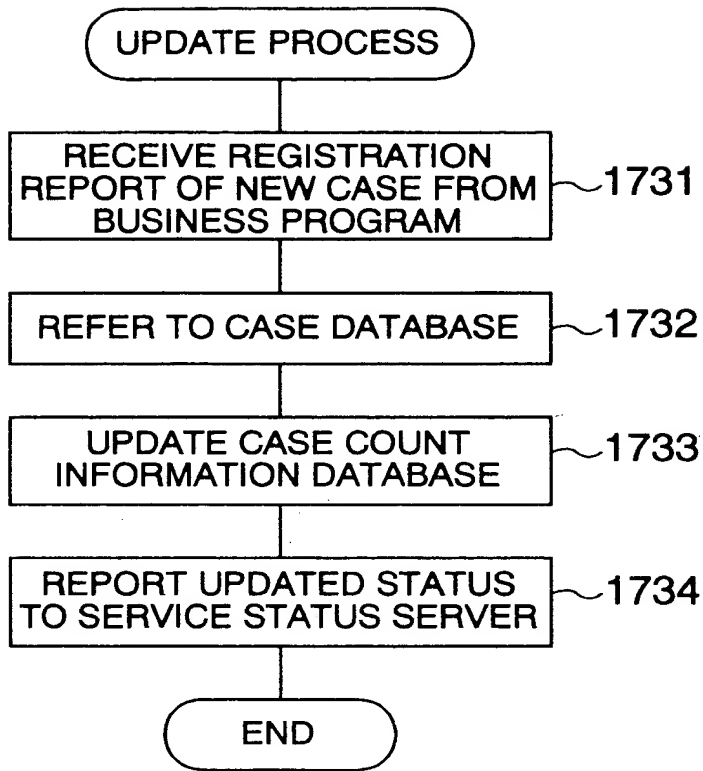 UPDATE PROCESS
RECEIVE REGISTRATION
REPORT OF NEW CASE FROM
BUSINESS PROGRAM
1731
REFER TO CASE DATABASE
1732
UPDATE CASE COUNT
INFORMATION DATABASE
1733
REPORT UPDATED STATUS
TO SERVICE STATUS SERVER
1734
END